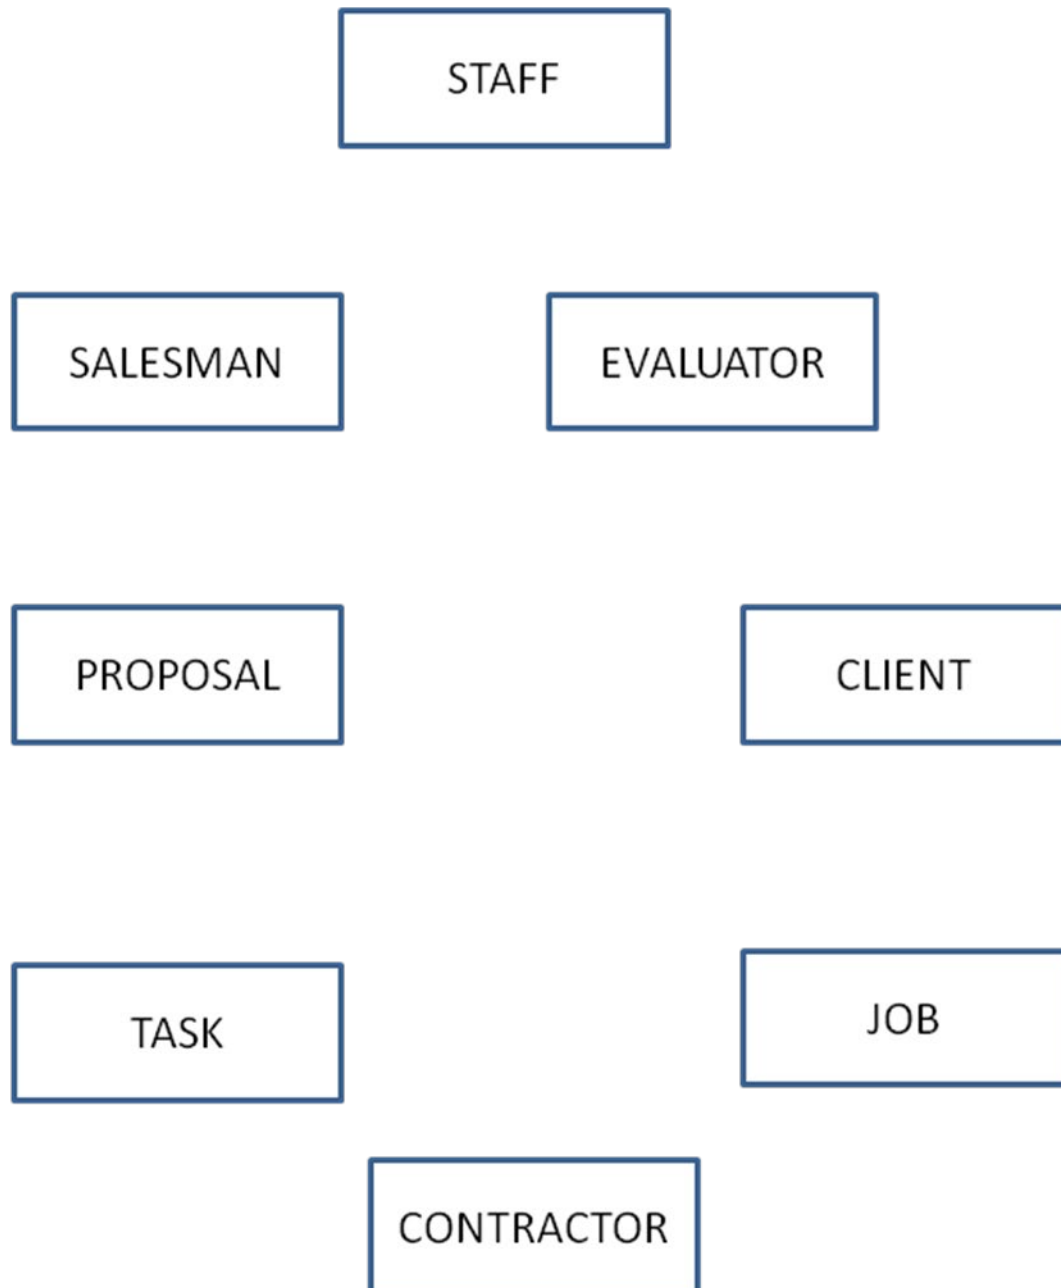 STAFF
SALESMAN
EVALUATOR
PROPOSAL
CLIENT
TASK
JOB
CONTRACTOR